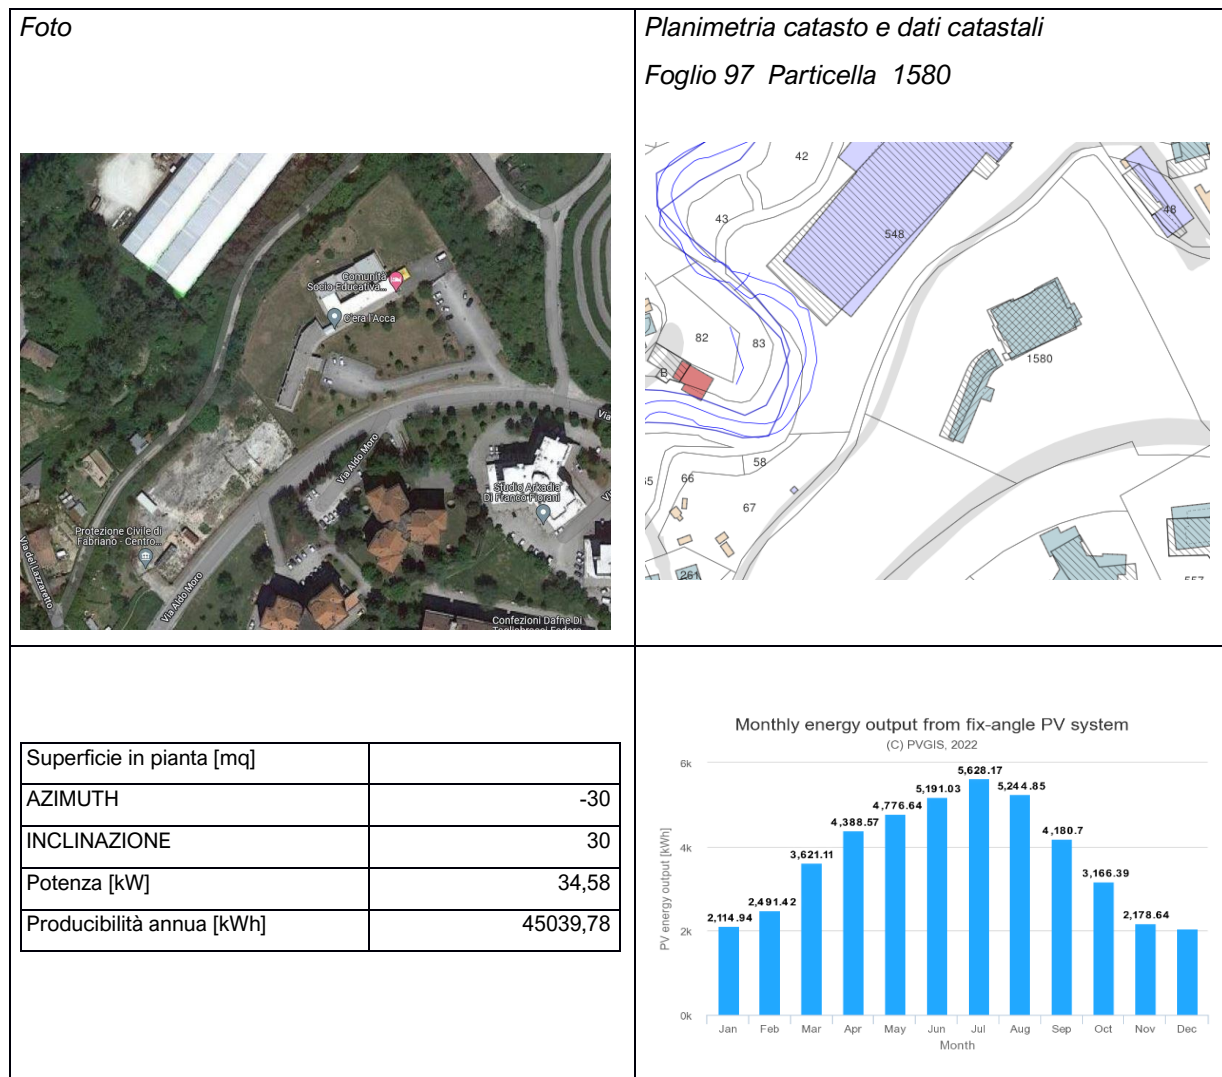 Foto
Planimetria catasto e dati catastali
Foglio 97 Particella 1580
Comunità
Socio Educativa...
C'era l'Acca
Via Aldo Moro
Studio Arkadia
Di Franco Fiorani
Protezione Civile di
Fabriano - Centro...
Via del Lazzaretto
Via Aldo Moro
Confezioni Dafne Di
42
43
548
48
82
83
B
1580
58
66
67
261
557
Superficie in pianta [mq]
AZIMUTH -30
INCLINAZIONE 30
Potenza [kW] 34,58
Producibilità annua [kWh] 45039,78
Monthly energy output from fix-angle PV system
(C) PVGIS, 2022
PV energy output [kWh]
6k
4k
2k
0k
2,114.94
2,491.42
3,621.11
4,388.57
4,776.64
5,191.03
5,628.17
5,244.85
4,180.7
3,166.39
2,178.64
Jan Feb Mar Apr May Jun Jul Aug Sep Oct Nov Dec
Month